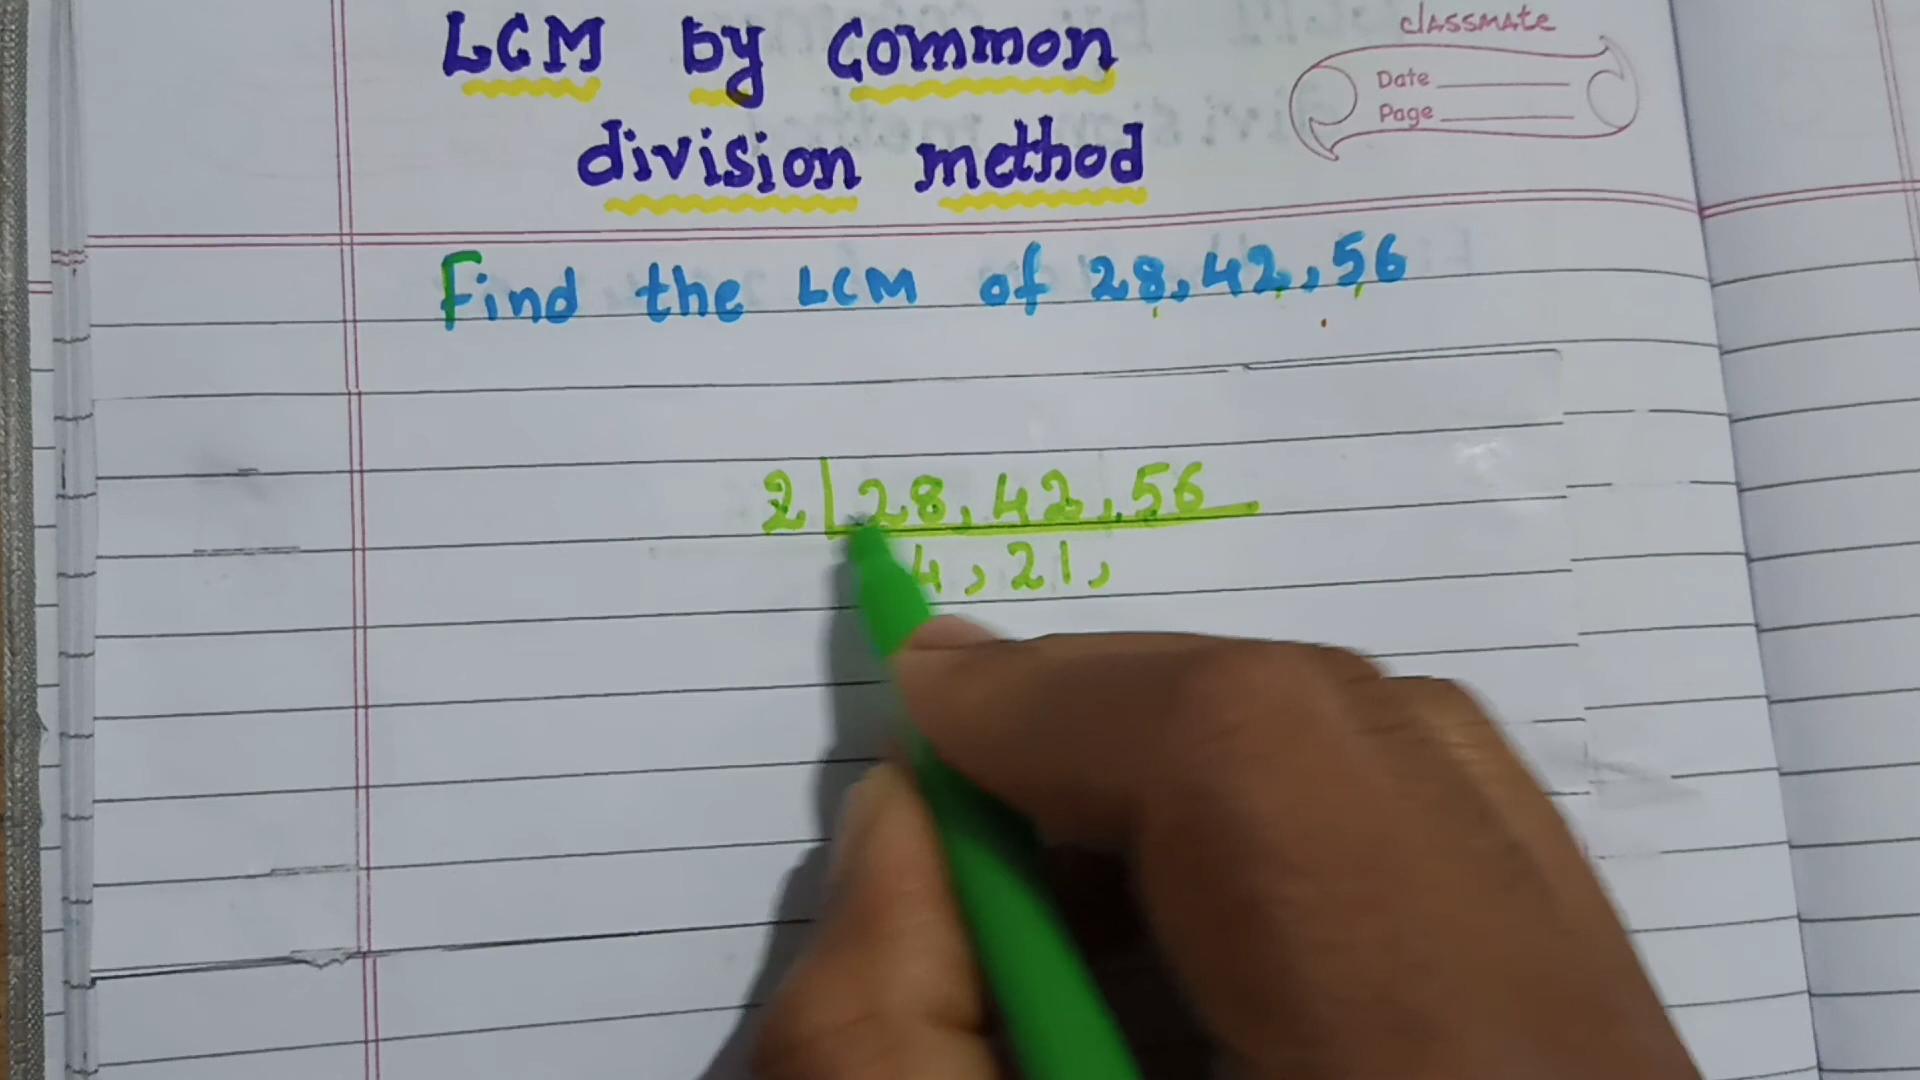 LCM by Common
division method
classmate
Date
Page
Find the LCM of 28, 42, 56
2 | 28, 42, 56
4, 21,